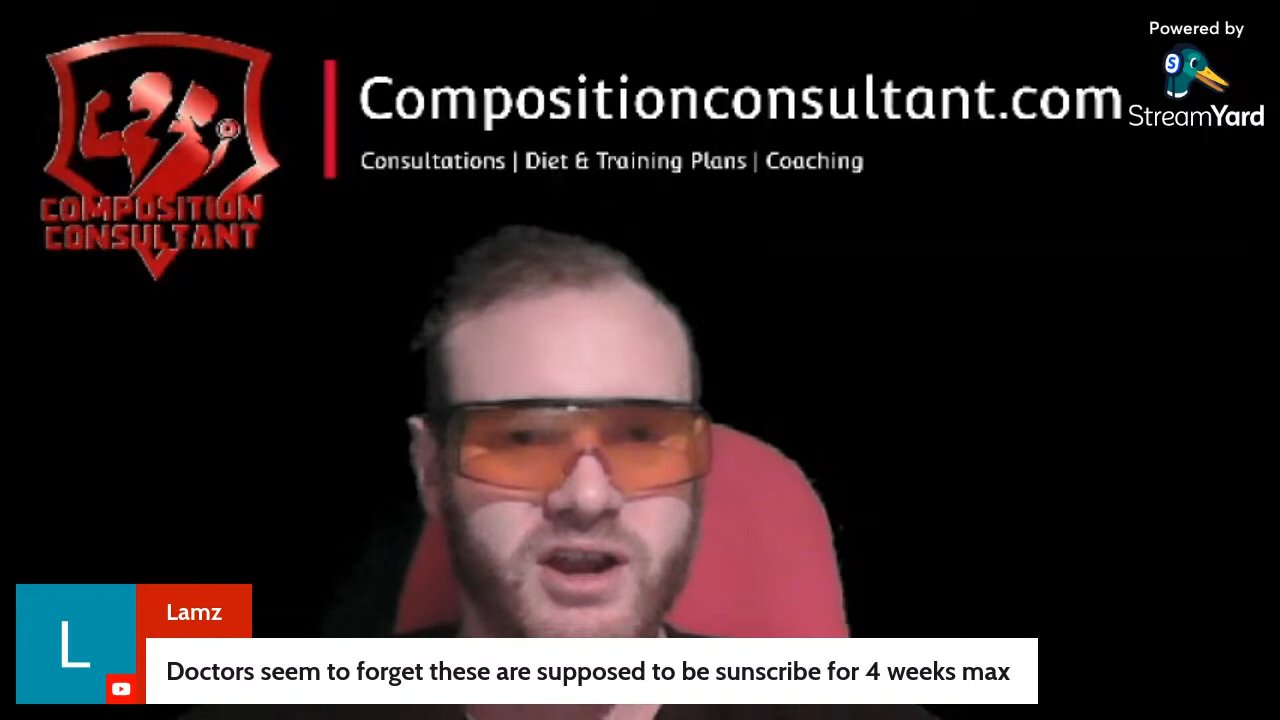 Powered by
S
StreamYard
Compositionconsultant.com
Consultations | Diet & Training Plans | Coaching
COMPOSITION
CONSULTANT
L
Lamz
Doctors seem to forget these are supposed to be sunscribe for 4 weeks max